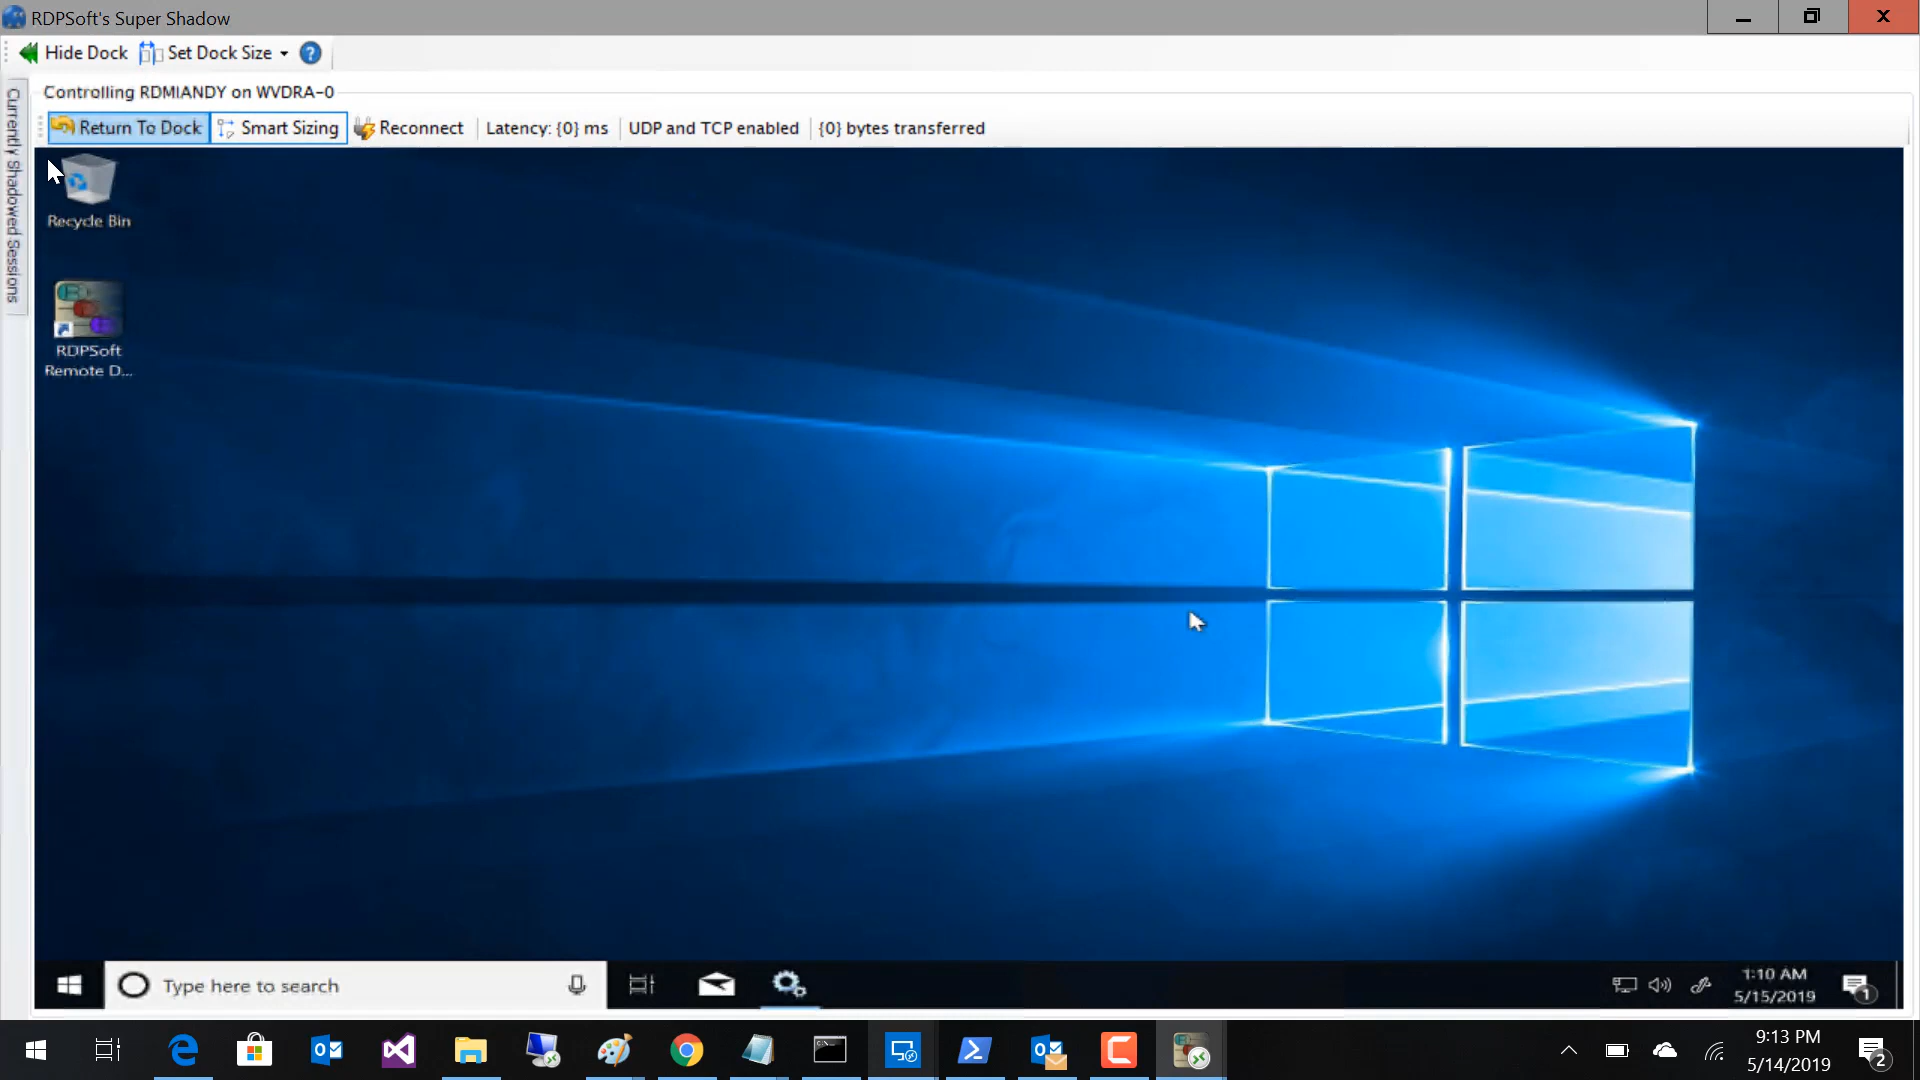 RDPSoft's Super Shadow
Hide Dock Set Dock Size ?
Currently Shadowed Sessions
Controlling RDMIANDY on WVDRA-0
Return To Dock Smart Sizing Reconnect Latency: {0} ms UDP and TCP enabled {0} bytes transferred
Recycle Bin
RDPSoft
Remote D...
Type here to search
1:10 AM
5/15/2019
1
9:13 PM
5/14/2019
2